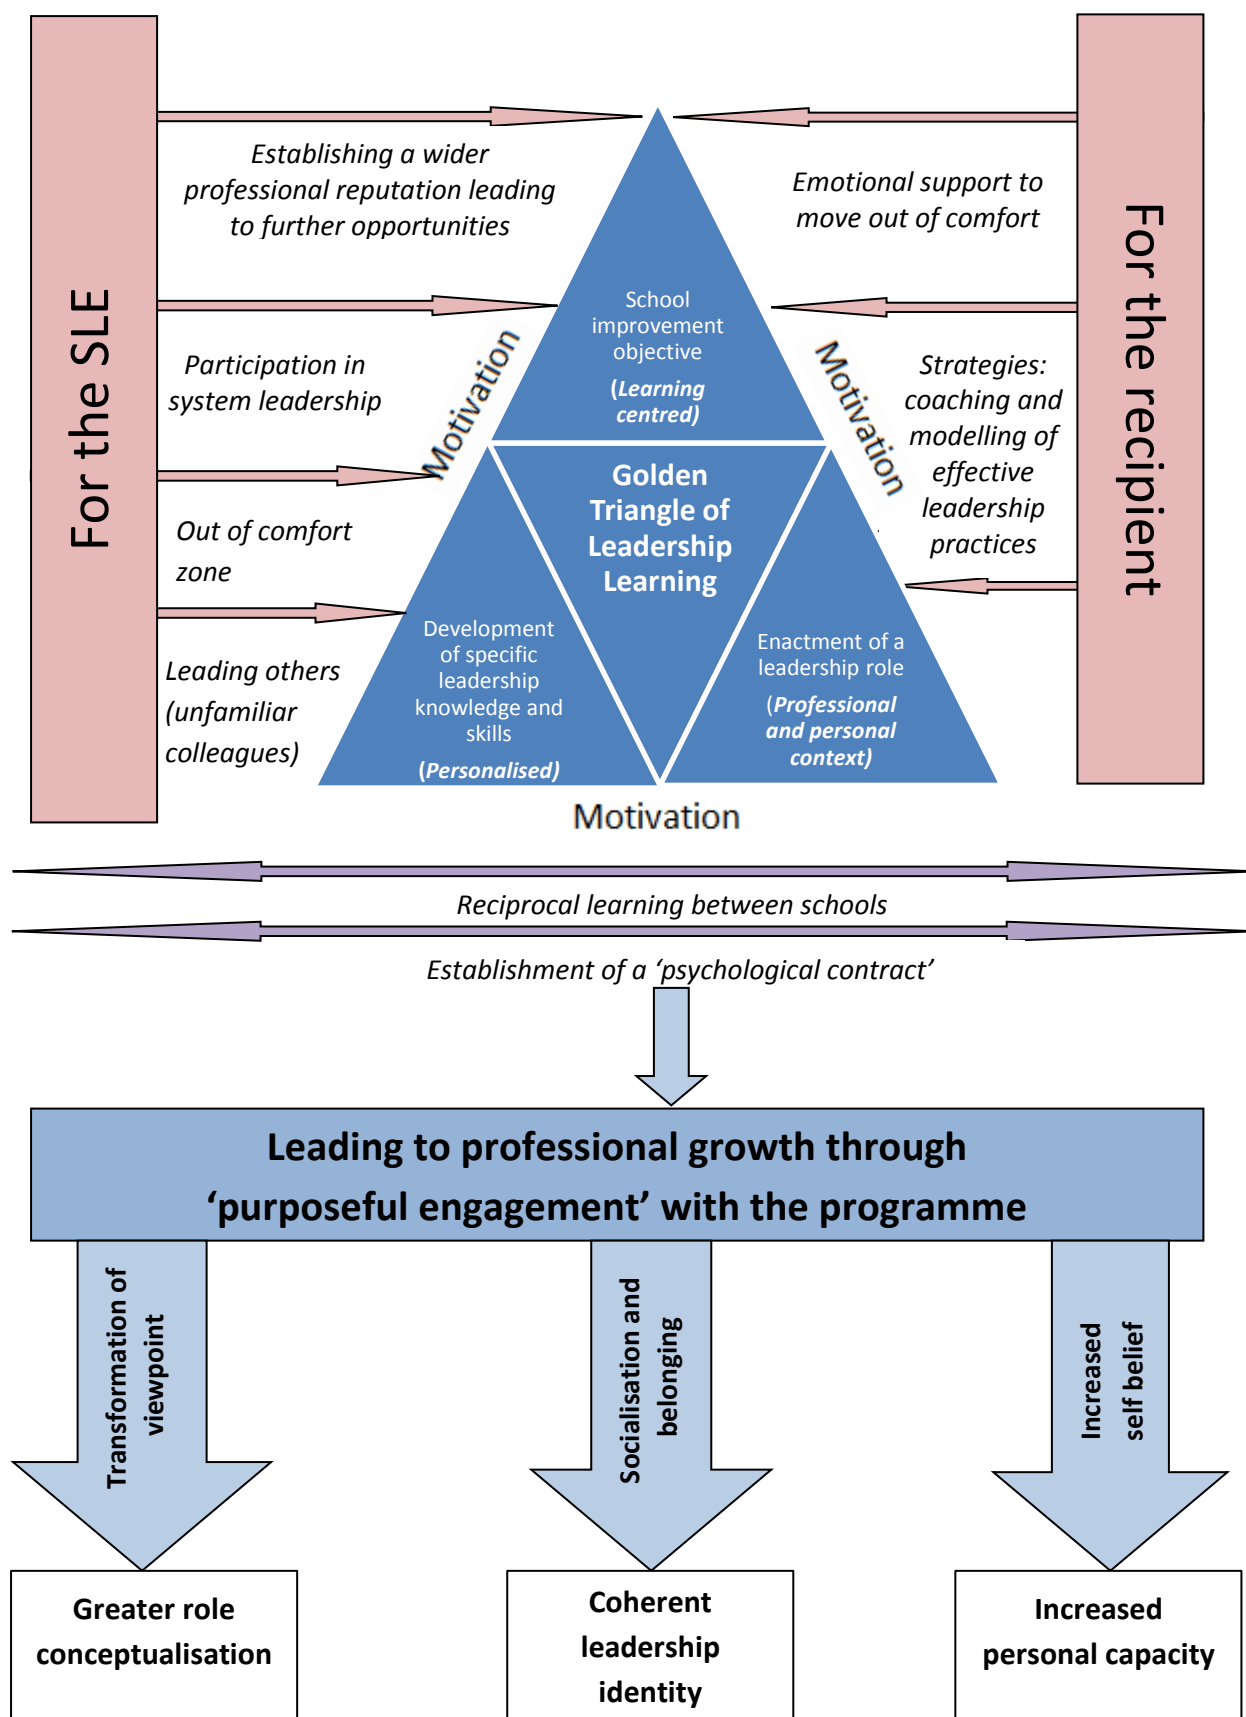 For the SLE
Establishing a wider
professional reputation leading
to further opportunities
Participation in
system leadership
Out of comfort
zone
Leading others
(unfamiliar
colleagues)
Motivation
School
improvement
objective
(Learning
centred)
Golden
Triangle of
Leadership
Learning
Development
of specific
leadership
knowledge and
skills
(Personalised)
Enactment of a
leadership role
(Professional
and personal
context)
Motivation
Motivation
Emotional support to
move out of comfort
Strategies:
coaching and
modelling of
effective
leadership
practices
For the recipient
Reciprocal learning between schools
Establishment of a ‘psychological contract’
Leading to professional growth through
‘purposeful engagement’ with the programme
Transformation of
viewpoint
Socialisation and
belonging
Increased
self belief
Greater role
conceptualisation
Coherent
leadership
identity
Increased
personal capacity